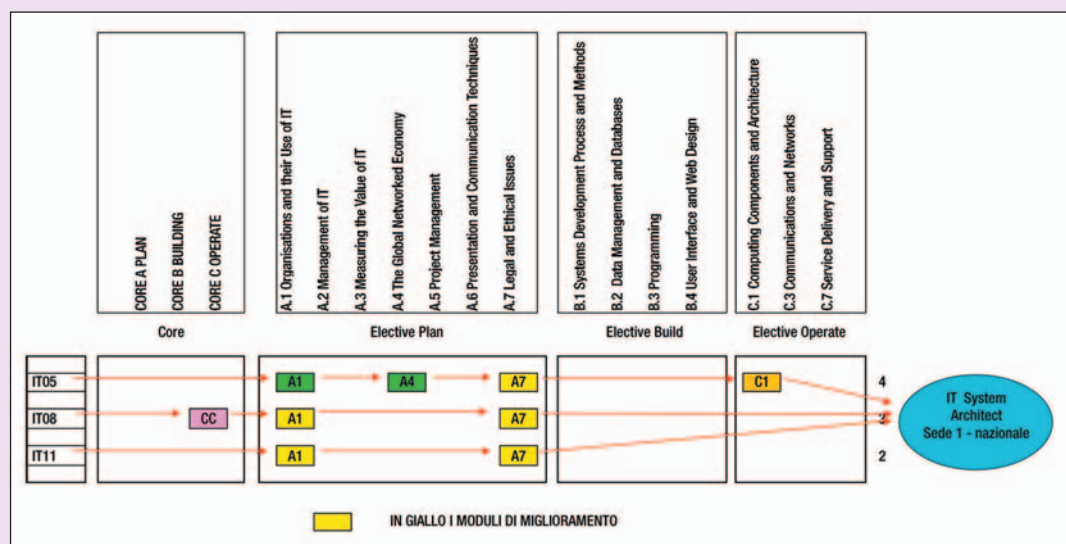 CORE A PLAN
CORE B BUILDING
CORE C OPERATE
A.1 Organisations and their Use of IT
A.2 Management of IT
A.3 Measuring the Value of IT
A.4 The Global Networked Economy
A.5 Project Management
A.6 Presentation and Communication Techniques
A.7 Legal and Ethical Issues
B.1 Systems Development Process and Methods
B.2 Data Management and Databases
B.3 Programming
B.4 User Interface and Web Design
C.1 Computing Components and Architecture
C.3 Communications and Networks
C.7 Service Delivery and Support
Core
Elective Plan
Elective Build
Elective Operate
IT05
A1
A4
A7
C1
4
IT08
CC
A1
A7
3
IT11
A1
A7
2
IT System
Architect
Sede 1 - nazionale
IN GIALLO I MODULI DI MIGLIORAMENTO